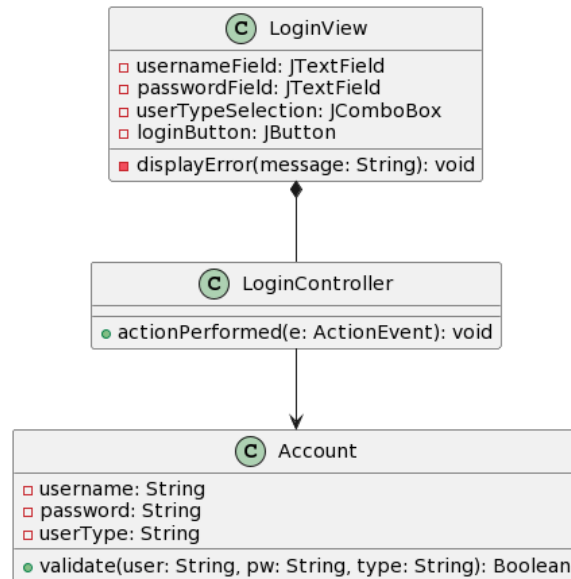 C LoginView
usernameField: JTextField
passwordField: JTextField
userTypeSelection: JComboBox
loginButton: JButton
displayError(message: String): void
C LoginController
actionPerformed(e: ActionEvent): void
C Account
username: String
password: String
userType: String
validate(user: String, pw: String, type: String): Boolean